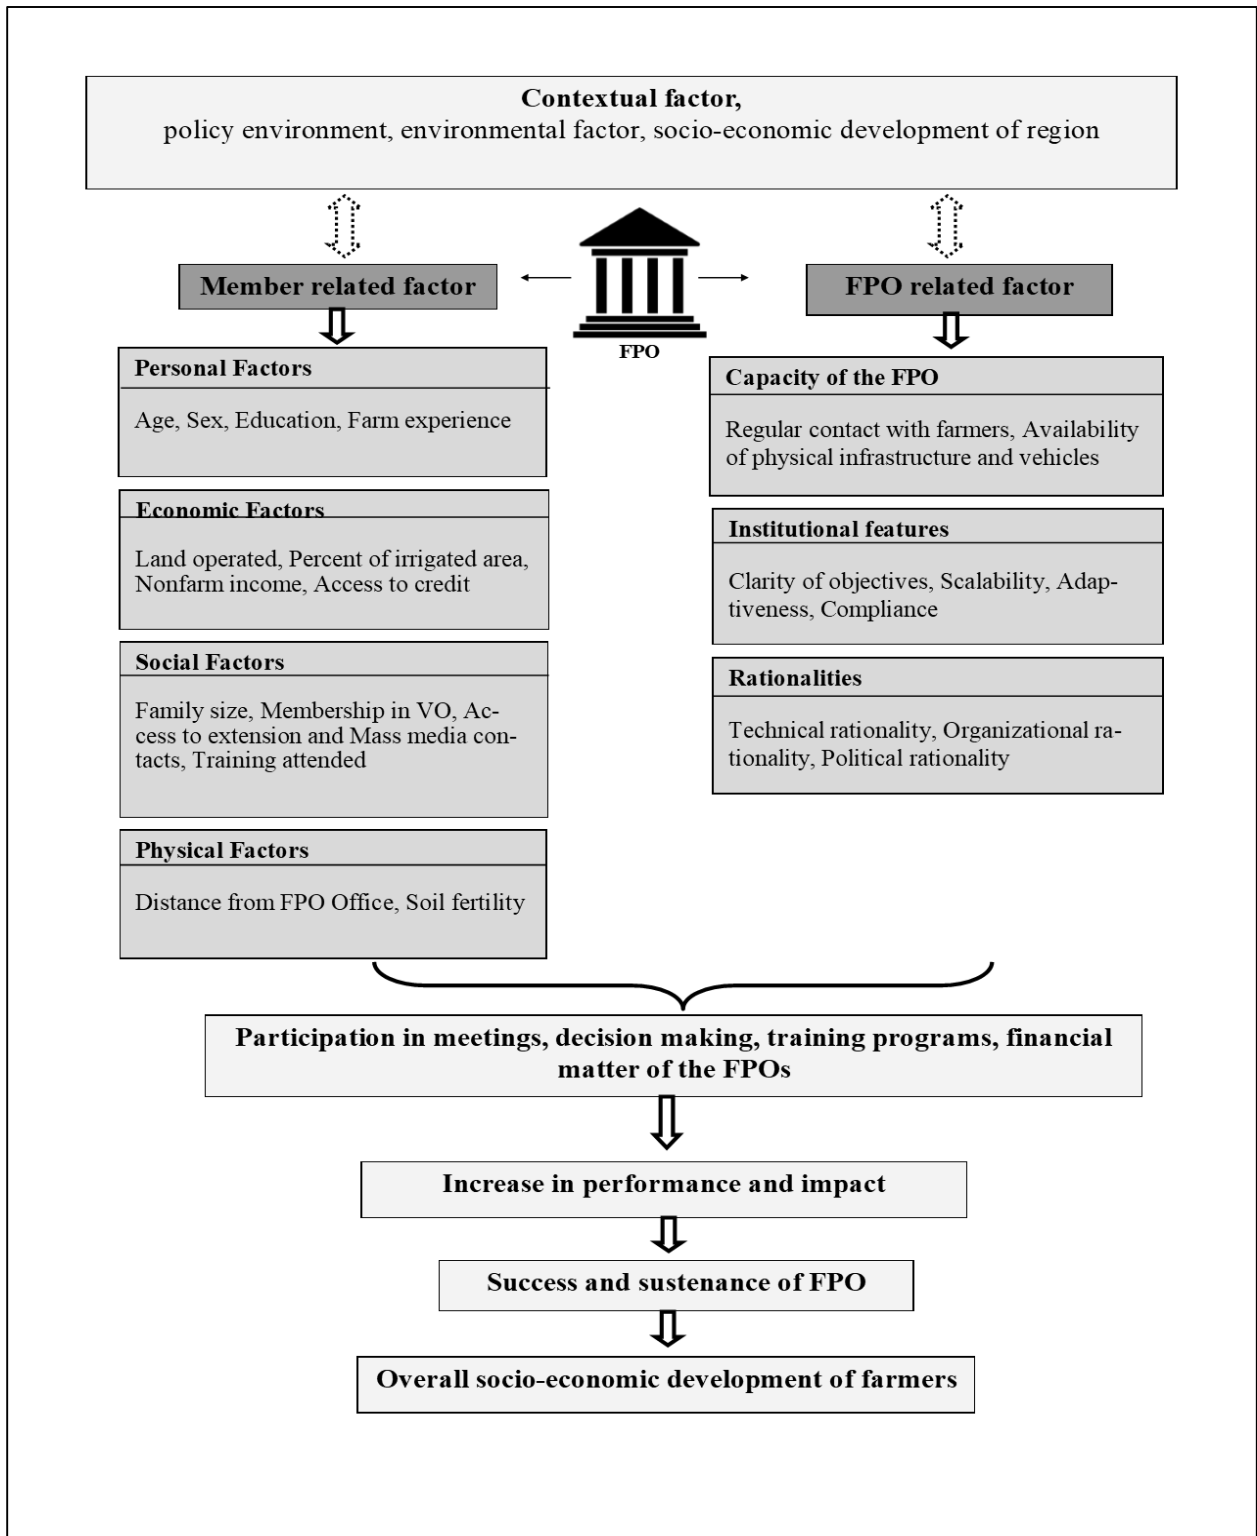 Contextual factor,
policy environment, environmental factor, socio-economic development of region
Member related factor
FPO
FPO related factor
Personal Factors
Age, Sex, Education, Farm experience
Economic Factors
Land operated, Percent of irrigated area,
Nonfarm income, Access to credit
Social Factors
Family size, Membership in VO, Ac-
cess to extension and Mass media con-
tacts, Training attended
Physical Factors
Distance from FPO Office, Soil fertility
Capacity of the FPO
Regular contact with farmers, Availability
of physical infrastructure and vehicles
Institutional features
Clarity of objectives, Scalability, Adap-
tiveness, Compliance
Rationalities
Technical rationality, Organizational ra-
tionality, Political rationality
Participation in meetings, decision making, training programs, financial
matter of the FPOs
Increase in performance and impact
Success and sustenance of FPO
Overall socio-economic development of farmers